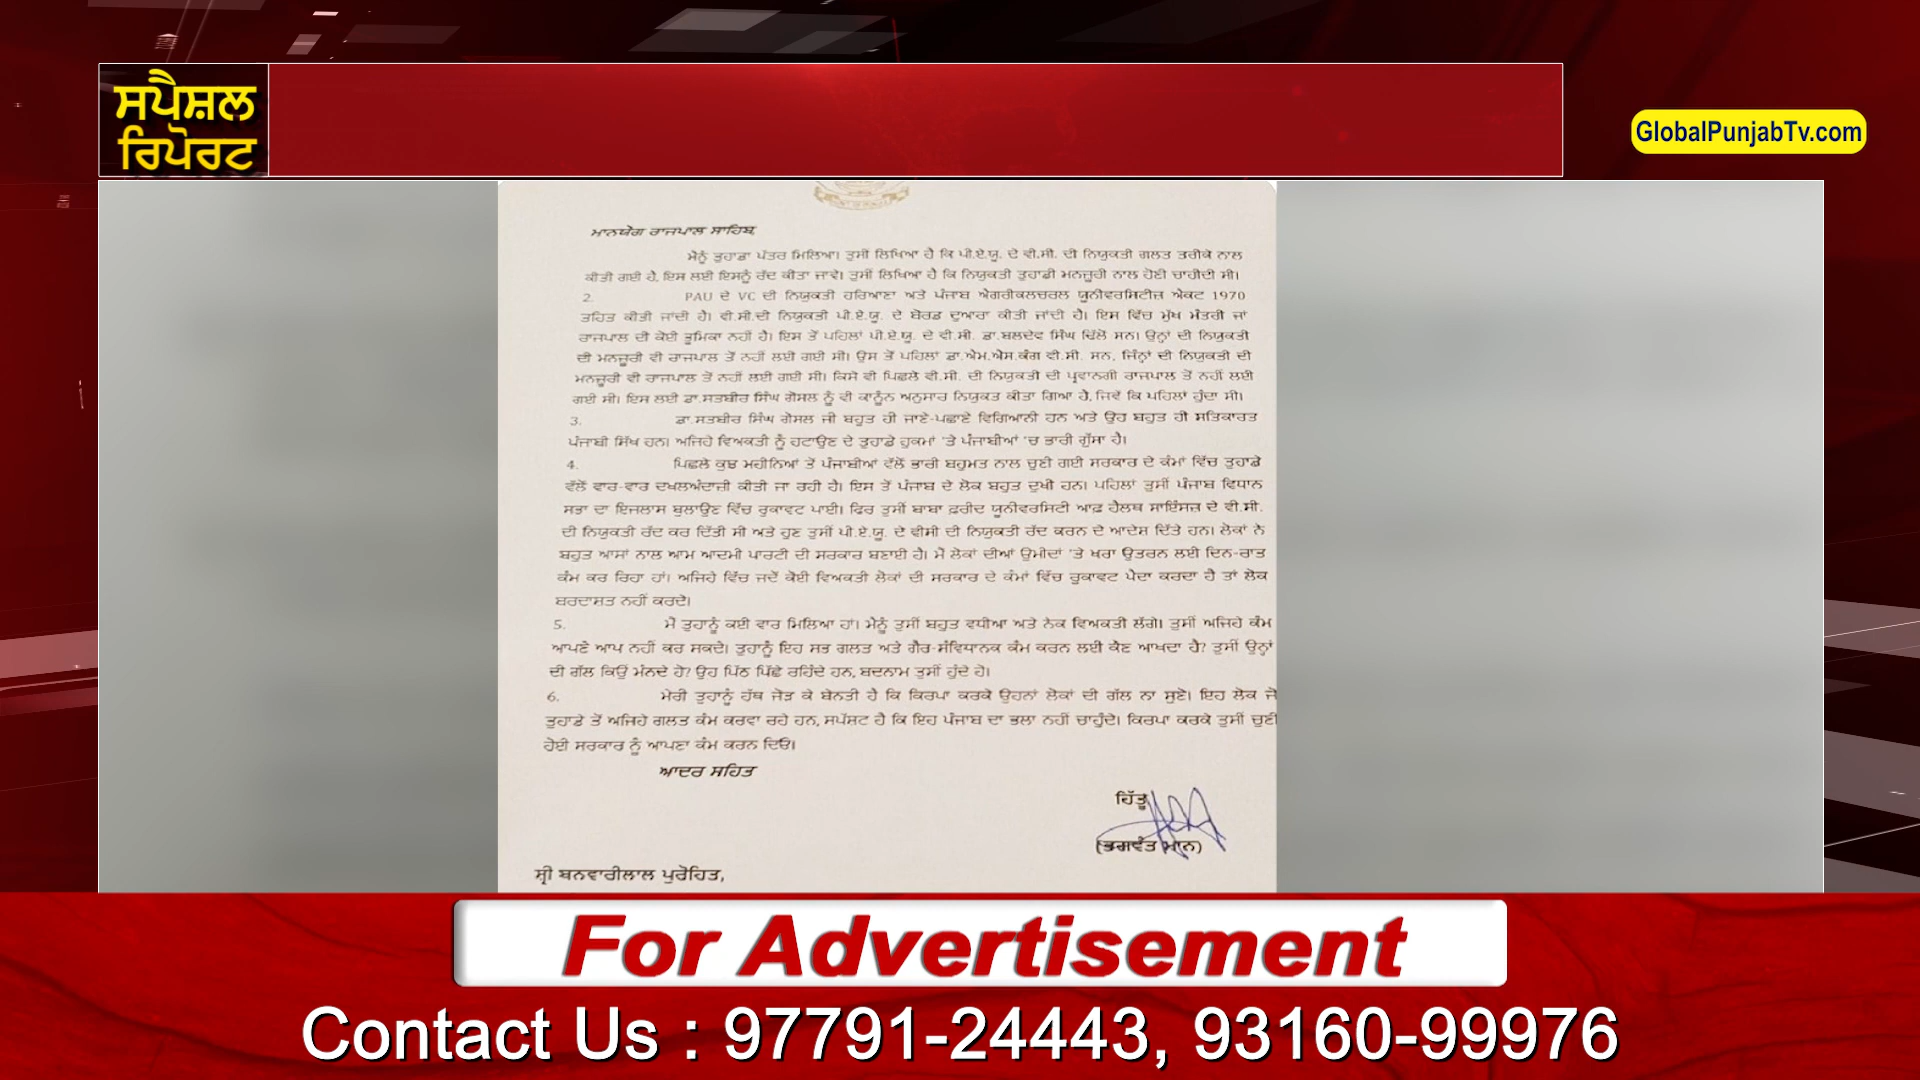 ਸਪੈਸ਼ਲ
ਰਿਪੋਰਟ
GlobalPunjabTv.com
ਮਾਨਯੋਗ ਰਾਜਪਾਲ ਸਾਹਿਬ,
ਮੈਨੂੰ ਤੁਹਾਡਾ ਪੱਤਰ ਮਿਲਿਆ। ਤੁਸੀਂ ਲਿਖਿਆ ਹੈ ਕਿ ਪੀ.ਏ.ਯੂ. ਦੇ ਵੀ.ਸੀ. ਦੀ ਨਿਯੁਕਤੀ ਗਲਤ ਤਰੀਕੇ ਨਾਲ
ਕੀਤੀ ਗਈ ਹੈ, ਇਸ ਲਈ ਇਸਨੂੰ ਰੱਦ ਕੀਤਾ ਜਾਵੇ। ਤੁਸੀਂ ਲਿਖਿਆ ਹੈ ਕਿ ਨਿਯੁਕਤੀ ਤੁਹਾਡੀ ਮਨਜ਼ੂਰੀ ਨਾਲ ਹੋਣੀ ਚਾਹੀਦੀ ਸੀ।
2. PAU ਦੇ VC ਦੀ ਨਿਯੁਕਤੀ ਹਰਿਆਣਾ ਅਤੇ ਪੰਜਾਬ ਐਗਰੀਕਲਚਰਲ ਯੂਨੀਵਰਸਿਟੀਜ਼ ਐਕਟ 1970
ਤਹਿਤ ਕੀਤੀ ਜਾਂਦੀ ਹੈ। ਵੀ.ਸੀ.ਦੀ ਨਿਯੁਕਤੀ ਪੀ.ਏ.ਯੂ. ਦੇ ਬੋਰਡ ਦੁਆਰਾ ਕੀਤੀ ਜਾਂਦੀ ਹੈ। ਇਸ ਵਿੱਚ ਮੁੱਖ ਮੰਤਰੀ ਜਾਂ
ਰਾਜਪਾਲ ਦੀ ਕੋਈ ਭੂਮਿਕਾ ਨਹੀਂ ਹੈ। ਇਸ ਤੋਂ ਪਹਿਲਾਂ ਪੀ.ਏ.ਯੂ. ਦੇ ਵੀ.ਸੀ. ਡਾ.ਬਲਦੇਵ ਸਿੰਘ ਢਿੱਲੋਂ ਸਨ। ਉਨ੍ਹਾਂ ਦੀ ਨਿਯੁਕਤੀ
ਦੀ ਮਨਜ਼ੂਰੀ ਵੀ ਰਾਜਪਾਲ ਤੋਂ ਨਹੀਂ ਲਈ ਗਈ ਸੀ। ਉਸ ਤੋਂ ਪਹਿਲਾਂ ਡਾ.ਐਮ.ਐਸ.ਕੰਗ ਵੀ.ਸੀ. ਸਨ, ਜਿੰਨ੍ਹਾਂ ਦੀ ਨਿਯੁਕਤੀ ਦੀ
ਮਨਜ਼ੂਰੀ ਵੀ ਰਾਜਪਾਲ ਤੋਂ ਨਹੀਂ ਲਈ ਗਈ ਸੀ। ਕਿਸੇ ਵੀ ਪਿਛਲੇ ਵੀ.ਸੀ. ਦੀ ਨਿਯੁਕਤੀ ਦੀ ਪ੍ਰਵਾਨਗੀ ਰਾਜਪਾਲ ਤੋਂ ਨਹੀਂ ਲਈ
ਗਈ ਸੀ। ਇਸ ਲਈ ਡਾ.ਸਤਬੀਰ ਸਿੰਘ ਗੋਸਲ ਨੂੰ ਵੀ ਕਾਨੂੰਨ ਅਨੁਸਾਰ ਨਿਯੁਕਤ ਕੀਤਾ ਗਿਆ ਹੈ, ਜਿਵੇਂ ਕਿ ਪਹਿਲਾਂ ਹੁੰਦਾ ਸੀ।
3. ਡਾ.ਸਤਬੀਰ ਸਿੰਘ ਗੋਸਲ ਜੀ ਬਹੁਤ ਹੀ ਜਾਣੇ-ਪਛਾਣੇ ਵਿਗਿਆਨੀ ਹਨ ਅਤੇ ਉਹ ਬਹੁਤ ਹੀ ਸਤਿਕਾਰਤ
ਪੰਜਾਬੀ ਸਿੱਖ ਹਨ। ਅਜਿਹੇ ਵਿਅਕਤੀ ਨੂੰ ਹਟਾਉਣ ਦੇ ਤੁਹਾਡੇ ਹੁਕਮਾਂ 'ਤੇ ਪੰਜਾਬੀਆਂ 'ਚ ਭਾਰੀ ਗੁੱਸਾ ਹੈ।
4. ਪਿਛਲੇ ਕੁਝ ਮਹੀਨਿਆਂ ਤੋਂ ਪੰਜਾਬੀਆਂ ਵੱਲੋਂ ਭਾਰੀ ਬਹੁਮਤ ਨਾਲ ਚੁਣੀ ਗਈ ਸਰਕਾਰ ਦੇ ਕੰਮਾਂ ਵਿੱਚ ਤੁਹਾਡੇ
ਵੱਲੋਂ ਵਾਰ-ਵਾਰ ਦਖਲਅੰਦਾਜ਼ੀ ਕੀਤੀ ਜਾ ਰਹੀ ਹੈ। ਇਸ ਤੋਂ ਪੰਜਾਬ ਦੇ ਲੋਕ ਬਹੁਤ ਦੁਖੀ ਹਨ। ਪਹਿਲਾਂ ਤੁਸੀਂ ਪੰਜਾਬ ਵਿਧਾਨ
ਸਭਾ ਦਾ ਇਜਲਾਸ ਬੁਲਾਉਣ ਵਿੱਚ ਰੁਕਾਵਟ ਪਾਈ। ਫਿਰ ਤੁਸੀਂ ਬਾਬਾ ਫ਼ਰੀਦ ਯੂਨੀਵਰਸਿਟੀ ਆਫ਼ ਹੈਲਥ ਸਾਇੰਸਜ਼ ਦੇ ਵੀ.ਸੀ.
ਦੀ ਨਿਯੁਕਤੀ ਰੱਦ ਕਰ ਦਿੱਤੀ ਸੀ ਅਤੇ ਹੁਣ ਤੁਸੀਂ ਪੀ.ਏ.ਯੂ. ਦੇ ਵੀਸੀ ਦੀ ਨਿਯੁਕਤੀ ਰੱਦ ਕਰਨ ਦੇ ਆਦੇਸ਼ ਦਿੱਤੇ ਹਨ। ਲੋਕਾਂ ਨੇ
ਬਹੁਤ ਆਸਾਂ ਨਾਲ ਆਮ ਆਦਮੀ ਪਾਰਟੀ ਦੀ ਸਰਕਾਰ ਬਣਾਈ ਹੈ। ਮੈਂ ਲੋਕਾਂ ਦੀਆਂ ਉਮੀਦਾਂ 'ਤੇ ਖਰਾ ਉਤਰਨ ਲਈ ਦਿਨ-ਰਾਤ
ਕੰਮ ਕਰ ਰਿਹਾ ਹਾਂ। ਅਜਿਹੇ ਵਿੱਚ ਜਦੋਂ ਕੋਈ ਵਿਅਕਤੀ ਲੋਕਾਂ ਦੀ ਸਰਕਾਰ ਦੇ ਕੰਮਾਂ ਵਿੱਚ ਰੁਕਾਵਟ ਪੈਦਾ ਕਰਦਾ ਹੈ ਤਾਂ ਲੋਕ
ਬਰਦਾਸ਼ਤ ਨਹੀਂ ਕਰਦੇ।
5. ਮੈਂ ਤੁਹਾਨੂੰ ਕਈ ਵਾਰ ਮਿਲਿਆ ਹਾਂ। ਮੈਨੂੰ ਤੁਸੀਂ ਬਹੁਤ ਵਧੀਆ ਅਤੇ ਨੇਕ ਵਿਅਕਤੀ ਲੱਗੇ। ਤੁਸੀਂ ਅਜਿਹੇ ਕੰਮ
ਆਪਣੇ ਆਪ ਨਹੀਂ ਕਰ ਸਕਦੇ। ਤੁਹਾਨੂੰ ਇਹ ਸਭ ਗਲਤ ਅਤੇ ਗੈਰ-ਸੰਵਿਧਾਨਕ ਕੰਮ ਕਰਨ ਲਈ ਕੌਣ ਆਖਦਾ ਹੈ? ਤੁਸੀਂ ਉਨ੍ਹਾਂ
ਦੀ ਗੱਲ ਕਿਉਂ ਮੰਨਦੇ ਹੋ? ਉਹ ਪਿੱਠ ਪਿੱਛੇ ਰਹਿੰਦੇ ਹਨ, ਬਦਨਾਮ ਤੁਸੀਂ ਹੁੰਦੇ ਹੋ।
6. ਮੇਰੀ ਤੁਹਾਨੂੰ ਹੱਥ ਜੋੜ ਕੇ ਬੇਨਤੀ ਹੈ ਕਿ ਕਿਰਪਾ ਕਰਕੇ ਉਹਨਾਂ ਲੋਕਾਂ ਦੀ ਗੱਲ ਨਾ ਸੁਣੋ। ਇਹ ਲੋਕ ਜੋ
ਤੁਹਾਡੇ ਤੋਂ ਅਜਿਹੇ ਗਲਤ ਕੰਮ ਕਰਵਾ ਰਹੇ ਹਨ, ਸਪੱਸ਼ਟ ਹੈ ਕਿ ਇਹ ਪੰਜਾਬ ਦਾ ਭਲਾ ਨਹੀਂ ਚਾਹੁੰਦੇ। ਕਿਰਪਾ ਕਰਕੇ ਤੁਸੀਂ ਚੁਣੀ
ਹੋਈ ਸਰਕਾਰ ਨੂੰ ਆਪਣਾ ਕੰਮ ਕਰਨ ਦਿਓ।
ਆਦਰ ਸਹਿਤ
ਹਿੱਤੂ
(ਭਗਵੰਤ ਮਾਨ)
ਸ਼੍ਰੀ ਬਨਵਾਰੀਲਾਲ ਪੁਰੋਹਿਤ,
For Advertisement
Contact Us : 97791-24443, 93160-99976